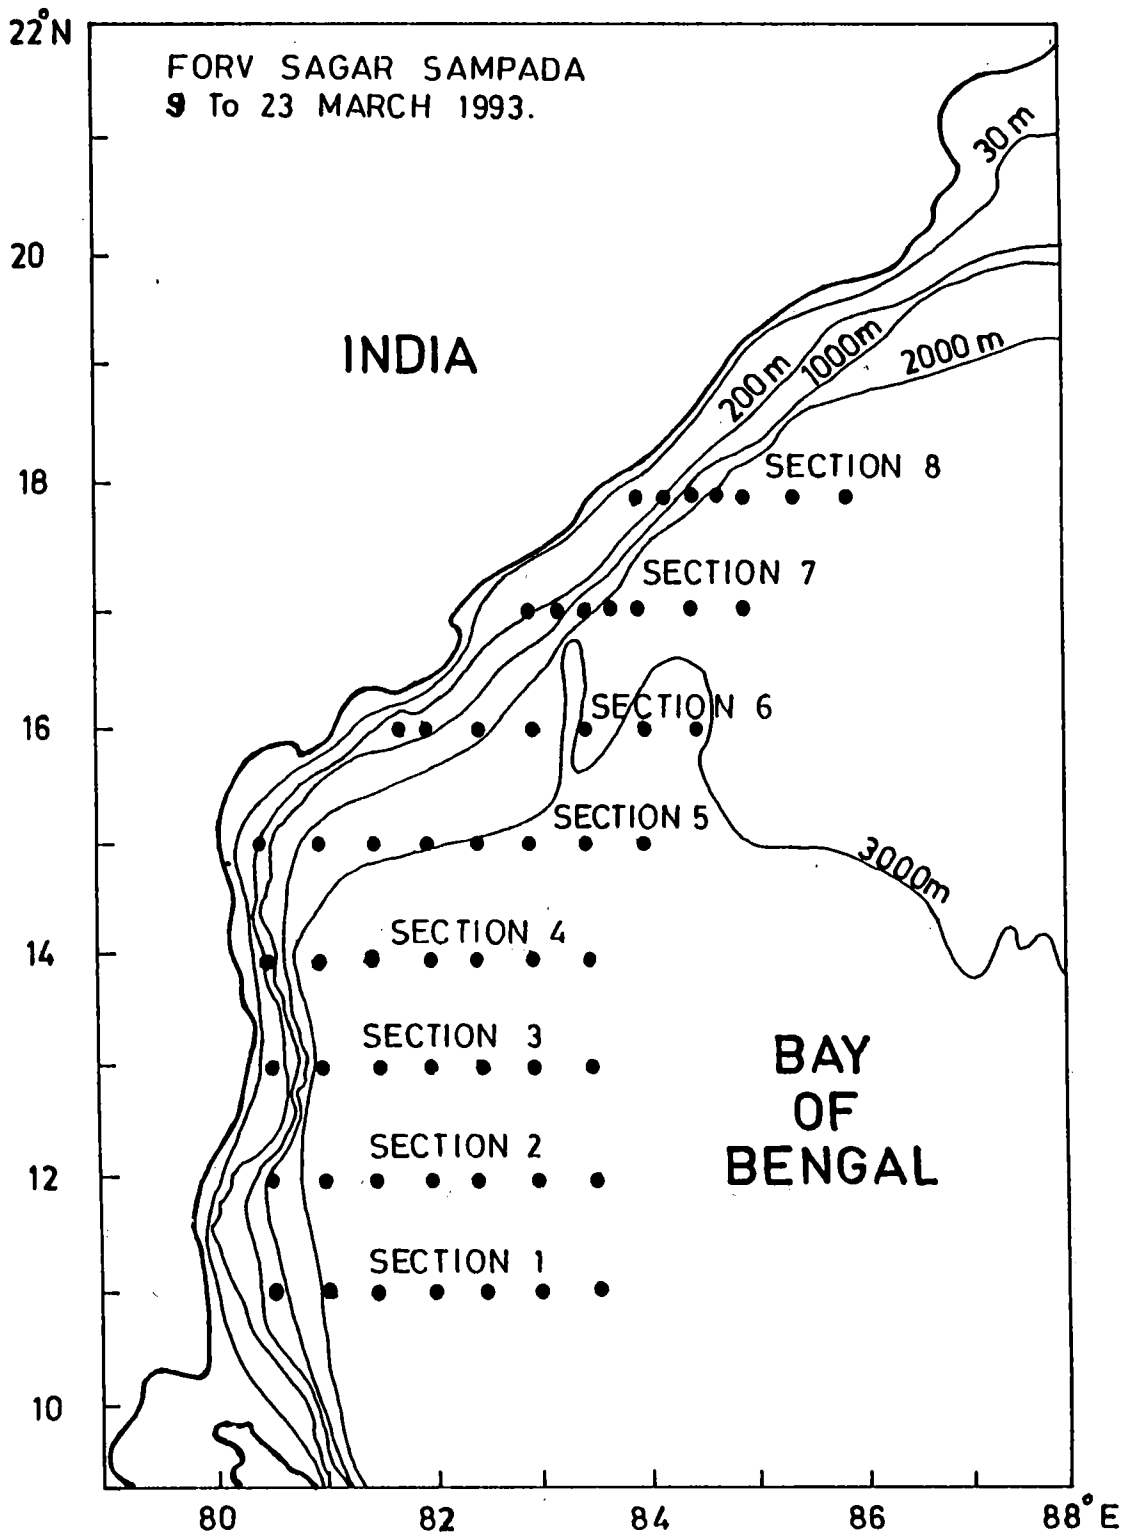 22°N
FORV SAGAR SAMPADA
9 To 23 MARCH 1993.
30 m
20
INDIA
200 m
1000m
2000 m
18
SECTION 8
SECTION 7
16
SECTION 6
SECTION 5
3000m
14
SECTION 4
SECTION 3
BAY
OF
BENGAL
12
SECTION 2
SECTION 1
10
80 82 84 86 88°E